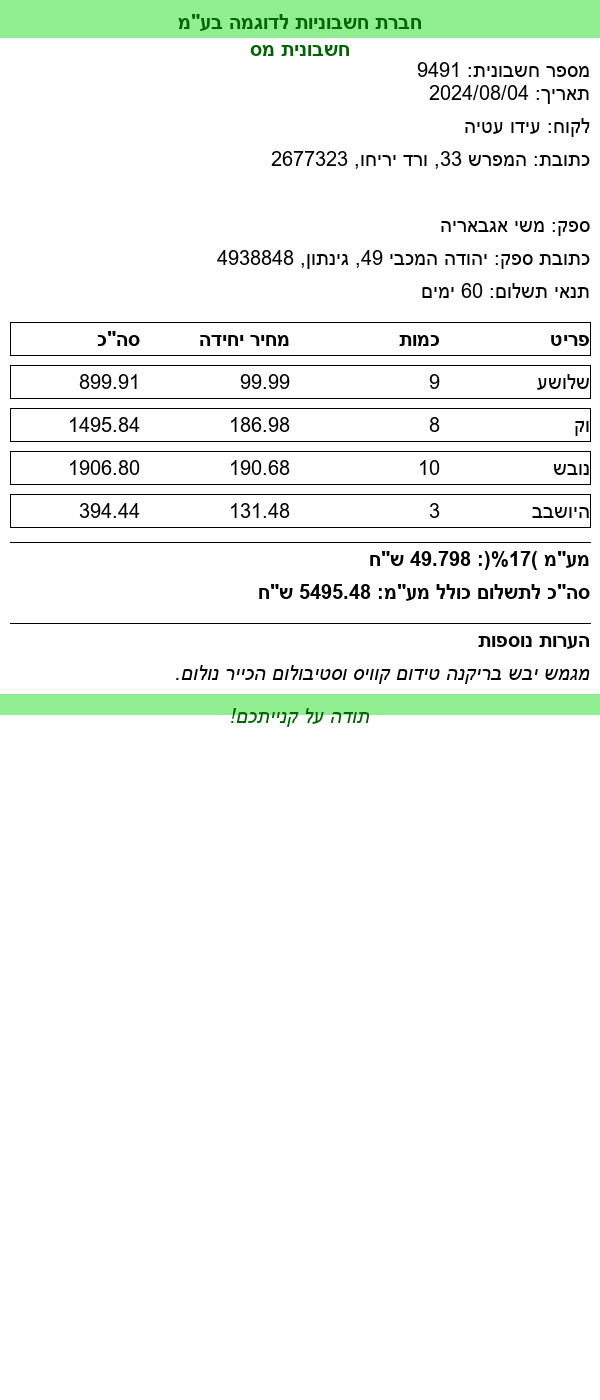 חברת חשבוניות לדוגמה בע"מ
חשבונית מס
מספר חשבונית: 9491
תאריך: 2024/08/04
לקוח: עידו עטיה
כתובת: המפרש 33, ורד יריחו, 2677323
ספק: משי אגבאריה
כתובת ספק: יהודה המכבי 49, גינתון, 4938848
תנאי תשלום: 60 ימים
פריט כמות מחיר יחידה סה"כ
שלושע 9 99.99 899.91
וק 8 186.98 1495.84
נובש 10 190.68 1906.80
היושבב 3 131.48 394.44
מע"מ )17%(: 49.798 ש"ח
סה"כ לתשלום כולל מע"מ: 5495.48 ש"ח
הערות נוספות
מגמש יבש בריקנה טידום קוויס וסטיבולום הכייר נולום.
תודה על קנייתכם!